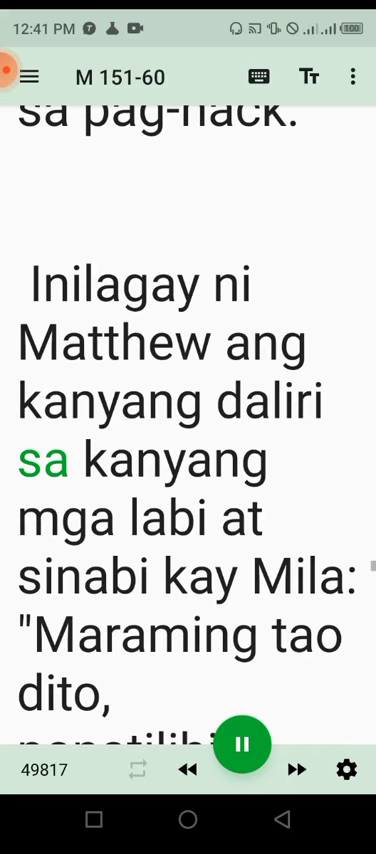 12:41 PM
100
M 151-60
sa pag-hack.
Inilagay ni
Matthew ang
kanyang daliri
sa kanyang
mga labi at
sinabi kay Mila:
"Maraming tao
dito,
49817